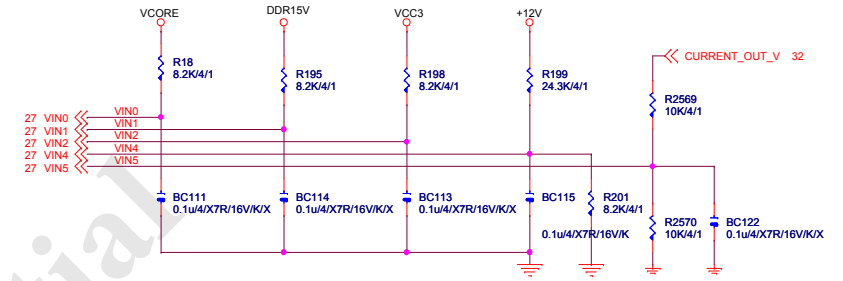 VCORE
DDR15V
VCC3
+12V
R18
8.2K/4/1
R195
8.2K/4/1
R198
8.2K/4/1
R199
24.3K/4/1
CURRENT_OUT_V 32
R2569
10K/4/1
27 VIN0 VIN0
27 VIN1 VIN1
27 VIN2 VIN2
27 VIN4 VIN4
27 VIN5 VIN5
BC111
0.1u/4/X7R/16V/K/X
BC114
0.1u/4/X7R/16V/K/X
BC113
0.1u/4/X7R/16V/K/X
BC115
0.1u/4/X7R/16V/K
R201
8.2K/4/1
R2570
10K/4/1
BC122
0.1u/4/X7R/16V/K/X
tial